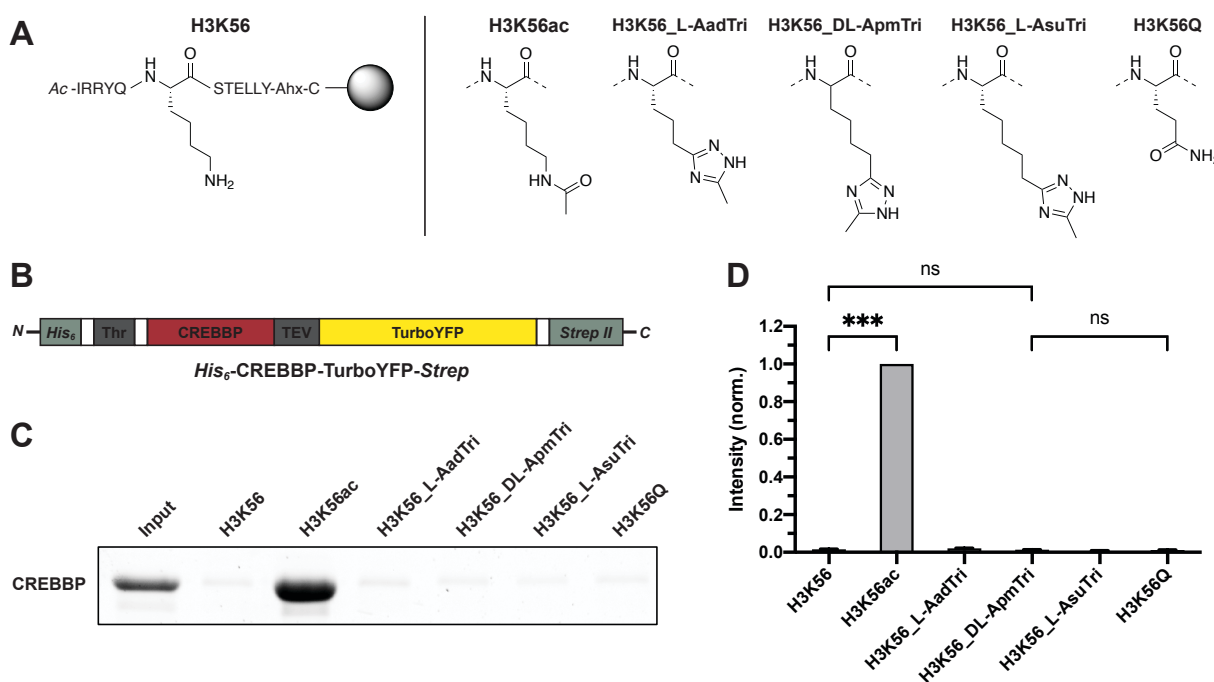 A
H3K56
H3K56ac
H3K56_L-AadTri
H3K56_DL-ApmTri
H3K56_L-AsuTri
H3K56Q
Ac -IRRYQ
H
N
O
STELLY-Ahx-C
NH2
H
N
O
HN
O
H
N
O
N
NH
N
H
N
O
N
N
NH
H
N
O
N
NH
N
H
N
O
O
NH2
B
N
His6
Thr
CREBBP
TEV
TurboYFP
Strep II
C
His6-CREBBP-TurboYFP-Strep
C
Input
H3K56
H3K56ac
H3K56_L-AadTri
H3K56_DL-ApmTri
H3K56_L-AsuTri
H3K56Q
CREBBP
D
ns
***
ns
Intensity (norm.)
1.2
1.0
0.8
0.6
0.4
0.2
0.0
H3K56
H3K56ac
H3K56_L-AadTri
H3K56_DL-ApmTri
H3K56_L-AsuTri
H3K56Q